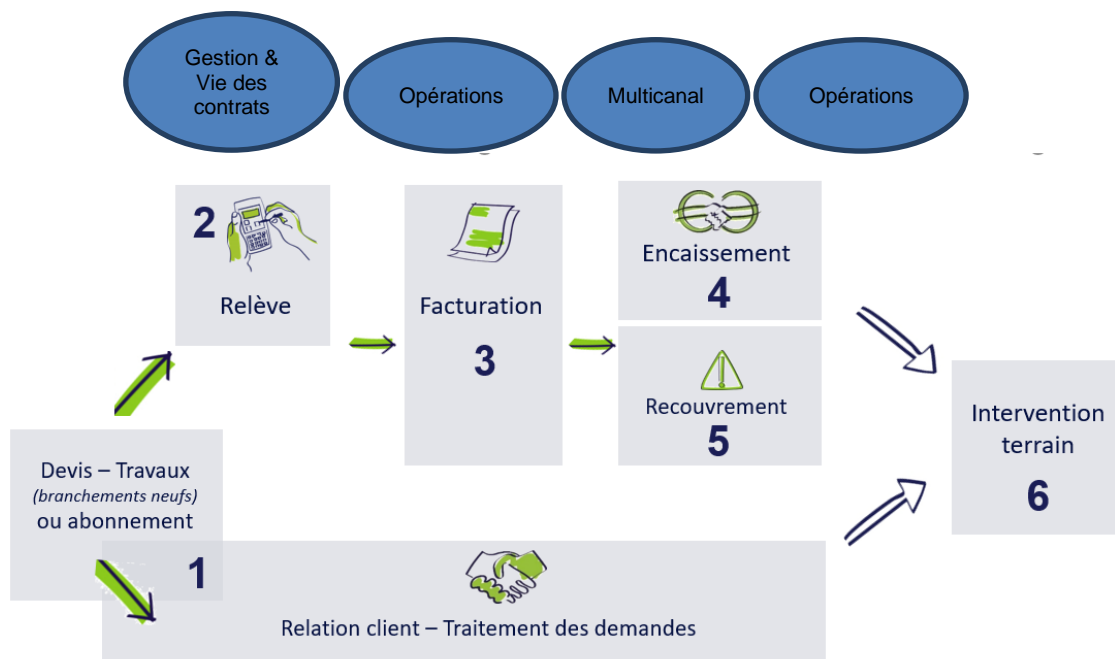 Gestion &
Vie des
contrats
Opérations
Multicanal
Opérations
2
Relève
Facturation
3
Encaissement
4
Recouvrement
5
Intervention
terrain
6
Devis – Travaux
(branchements neufs)
ou abonnement
1
Relation client – Traitement des demandes